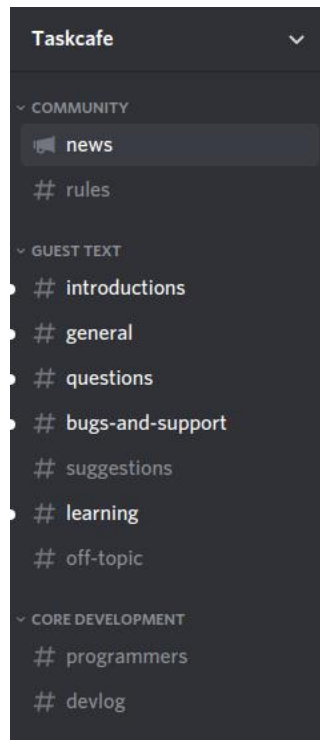 Taskcafe
COMMUNITY
news
# rules
GUEST TEXT
# introductions
# general
# questions
# bugs-and-support
# suggestions
# learning
# off-topic
CORE DEVELOPMENT
# programmers
# devlog